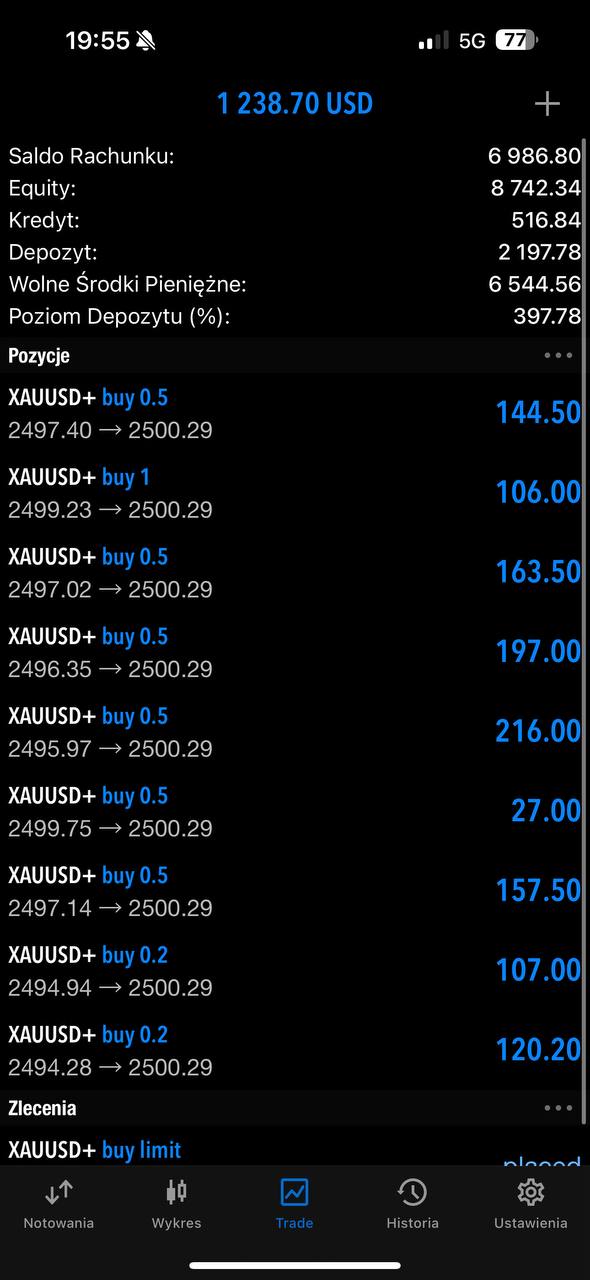 19:55
5G 77
1 238.70 USD
Saldo Rachunku: 6 986.80
Equity: 8 742.34
Kredyt: 516.84
Depozyt: 2 197.78
Wolne Środki Pieniężne: 6 544.56
Poziom Depozytu (%): 397.78
Pozycje
XAUUSD+ buy 0.5
2497.40 → 2500.29
144.50
XAUUSD+ buy 1
2499.23 → 2500.29
106.00
XAUUSD+ buy 0.5
2497.02 → 2500.29
163.50
XAUUSD+ buy 0.5
2496.35 → 2500.29
197.00
XAUUSD+ buy 0.5
2495.97 → 2500.29
216.00
XAUUSD+ buy 0.5
2499.75 → 2500.29
27.00
XAUUSD+ buy 0.5
2497.14 → 2500.29
157.50
XAUUSD+ buy 0.2
2494.94 → 2500.29
107.00
XAUUSD+ buy 0.2
2494.28 → 2500.29
120.20
Zlecenia
XAUUSD+ buy limit
placed
Notowania
Wykres
Trade
Historia
Ustawienia